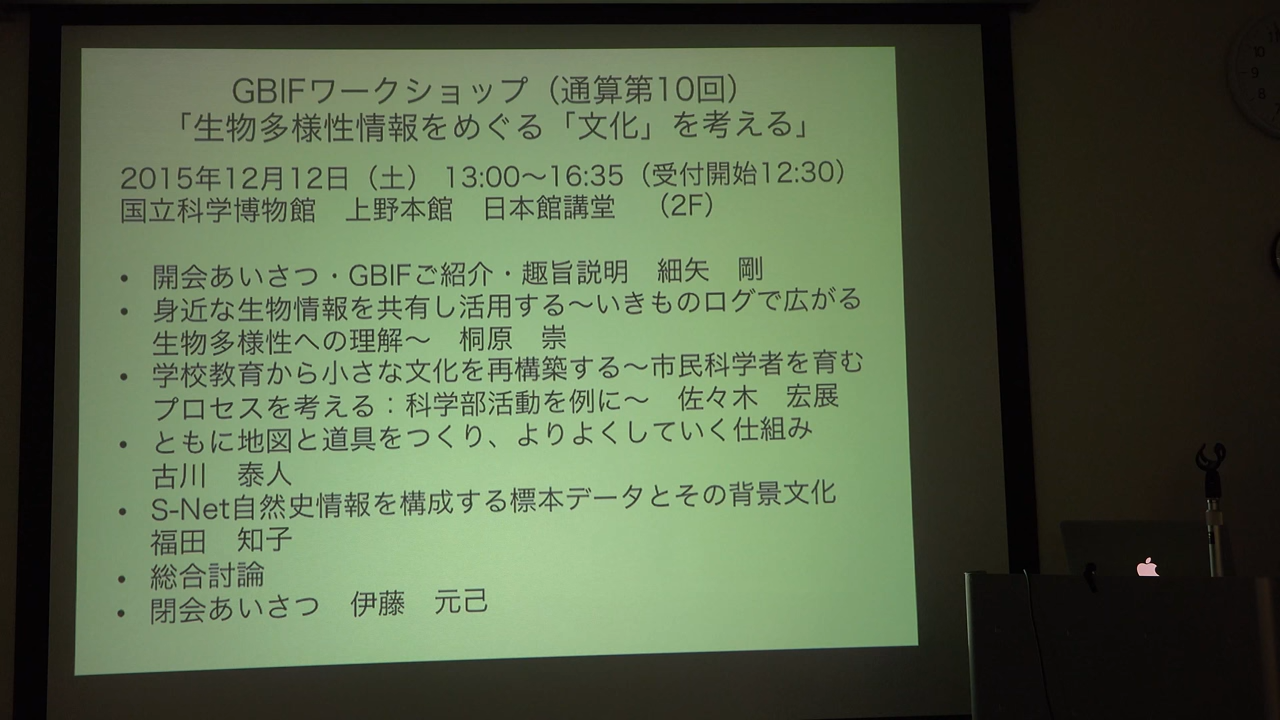 GBIFワークショップ（通算第10回）
「生物多様性情報をめぐる「文化」を考える」
2015年12月12日（土） 13:00〜16:35（受付開始12:30）
国立科学博物館　上野本館　日本館講堂　（2F）
• 開会あいさつ・GBIFご紹介・趣旨説明　細矢　剛
• 身近な生物情報を共有し活用する〜いきものログで広がる
生物多様性への理解〜　桐原　崇
• 学校教育から小さな文化を再構築する〜市民科学者を育む
プロセスを考える：科学部活動を例に〜　佐々木　宏展
• ともに地図と道具をつくり、よりよくしていく仕組み
古川　泰人
• S-Net自然史情報を構成する標本データとその背景文化
福田　知子
• 総合討論
• 閉会あいさつ　伊藤　元己
10
9
8